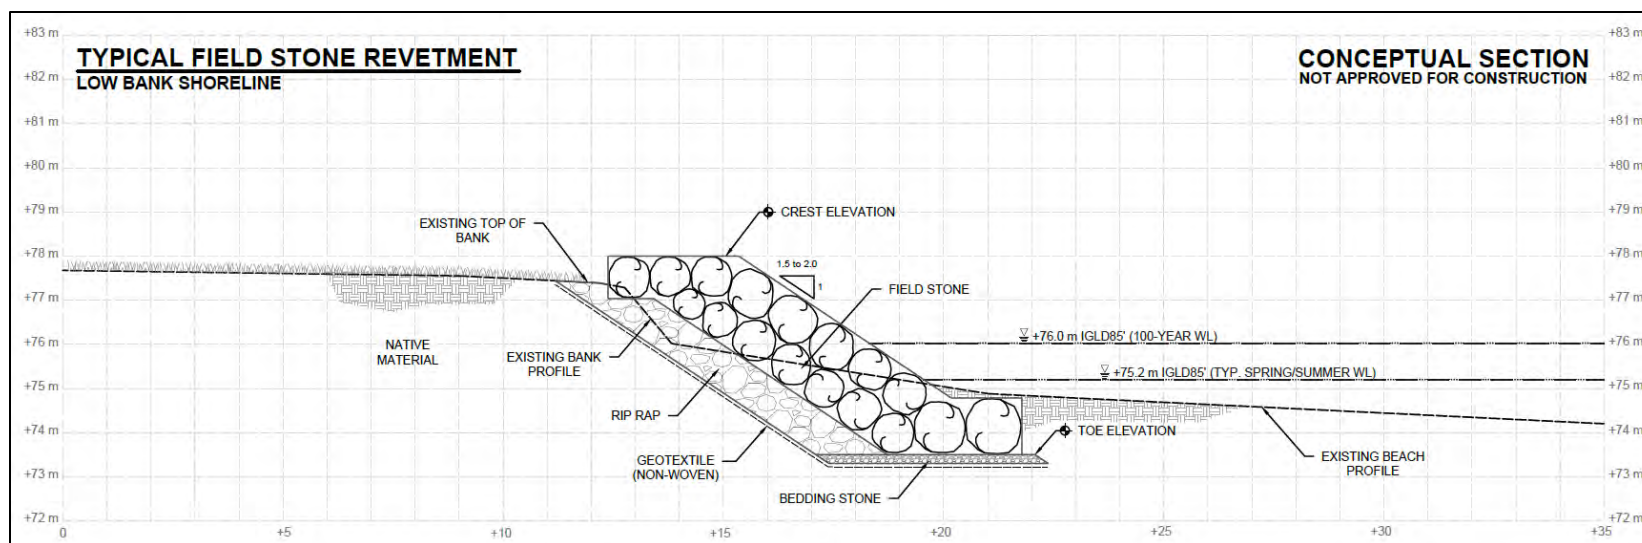 +83 m
+83 m
TYPICAL FIELD STONE REVETMENT
CONCEPTUAL SECTION
LOW BANK SHORELINE
NOT APPROVED FOR CONSTRUCTION
+82 m
+82 m
+81 m
+81 m
+80 m
+80 m
+79 m
+79 m
CREST ELEVATION
EXISTING TOP OF
BANK
+78 m
+78 m
1.5 to 2.0
1
FIELD STONE
+77 m
+77 m
+76.0 m IGLD85' (100-YEAR WL)
+76 m
+76 m
NATIVE
MATERIAL
EXISTING BANK
PROFILE
+75.2 m IGLD85' (TYP. SPRING/SUMMER WL)
+75 m
+75 m
RIP RAP
TOE ELEVATION
+74 m
+74 m
GEOTEXTILE
(NON-WOVEN)
EXISTING BEACH
PROFILE
+73 m
+73 m
BEDDING STONE
+72 m
+72 m
0
+5
+10
+15
+20
+25
+30
+35